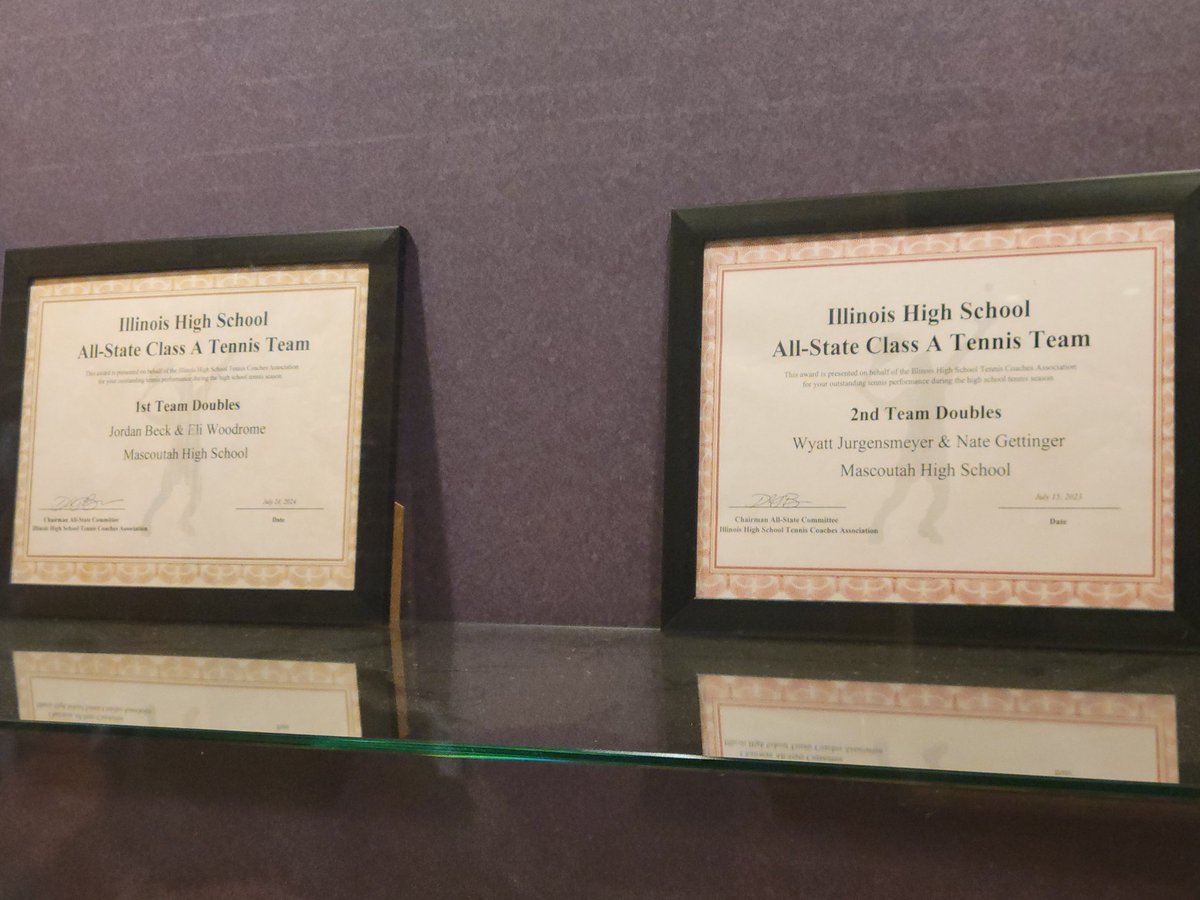 Illinois High School
All-State Class A Tennis Team
This award is presented on behalf of the Illinois High School Tennis Coaches Association
for your outstanding tennis performance during the high school tennis season.
1st Team Doubles
Jordan Beck & Eli Woodrome
Mascoutah High School
July 24, 2024
Chairman All-State Committee
Date
Illinois High School Tennis Coaches Association
Illinois High School
All-State Class A Tennis Team
This award is presented on behalf of the Illinois High School Tennis Coaches Association
for your outstanding tennis performance during the high school tennis season.
2nd Team Doubles
Wyatt Jurgensmeyer & Nate Gettinger
Mascoutah High School
July 15, 2023
Chairman All-State Committee
Date
Illinois High School Tennis Coaches Association